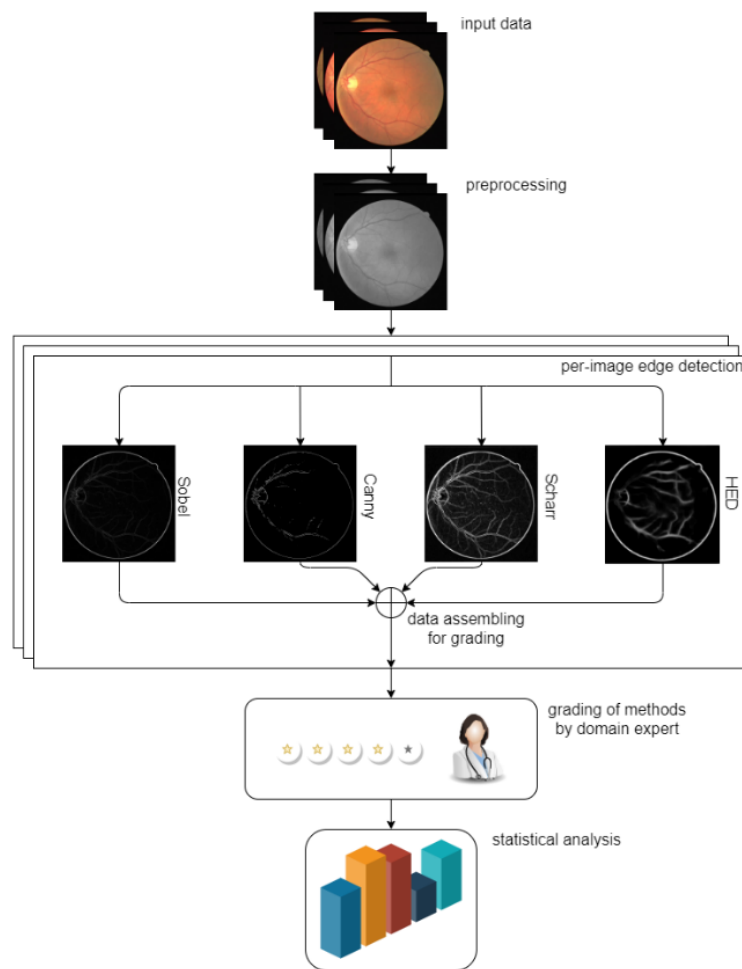 input data
preprocessing
per-image edge detection
Sobel
Canny
Scharr
HED
data assembling
for grading
grading of methods
by domain expert
statistical analysis